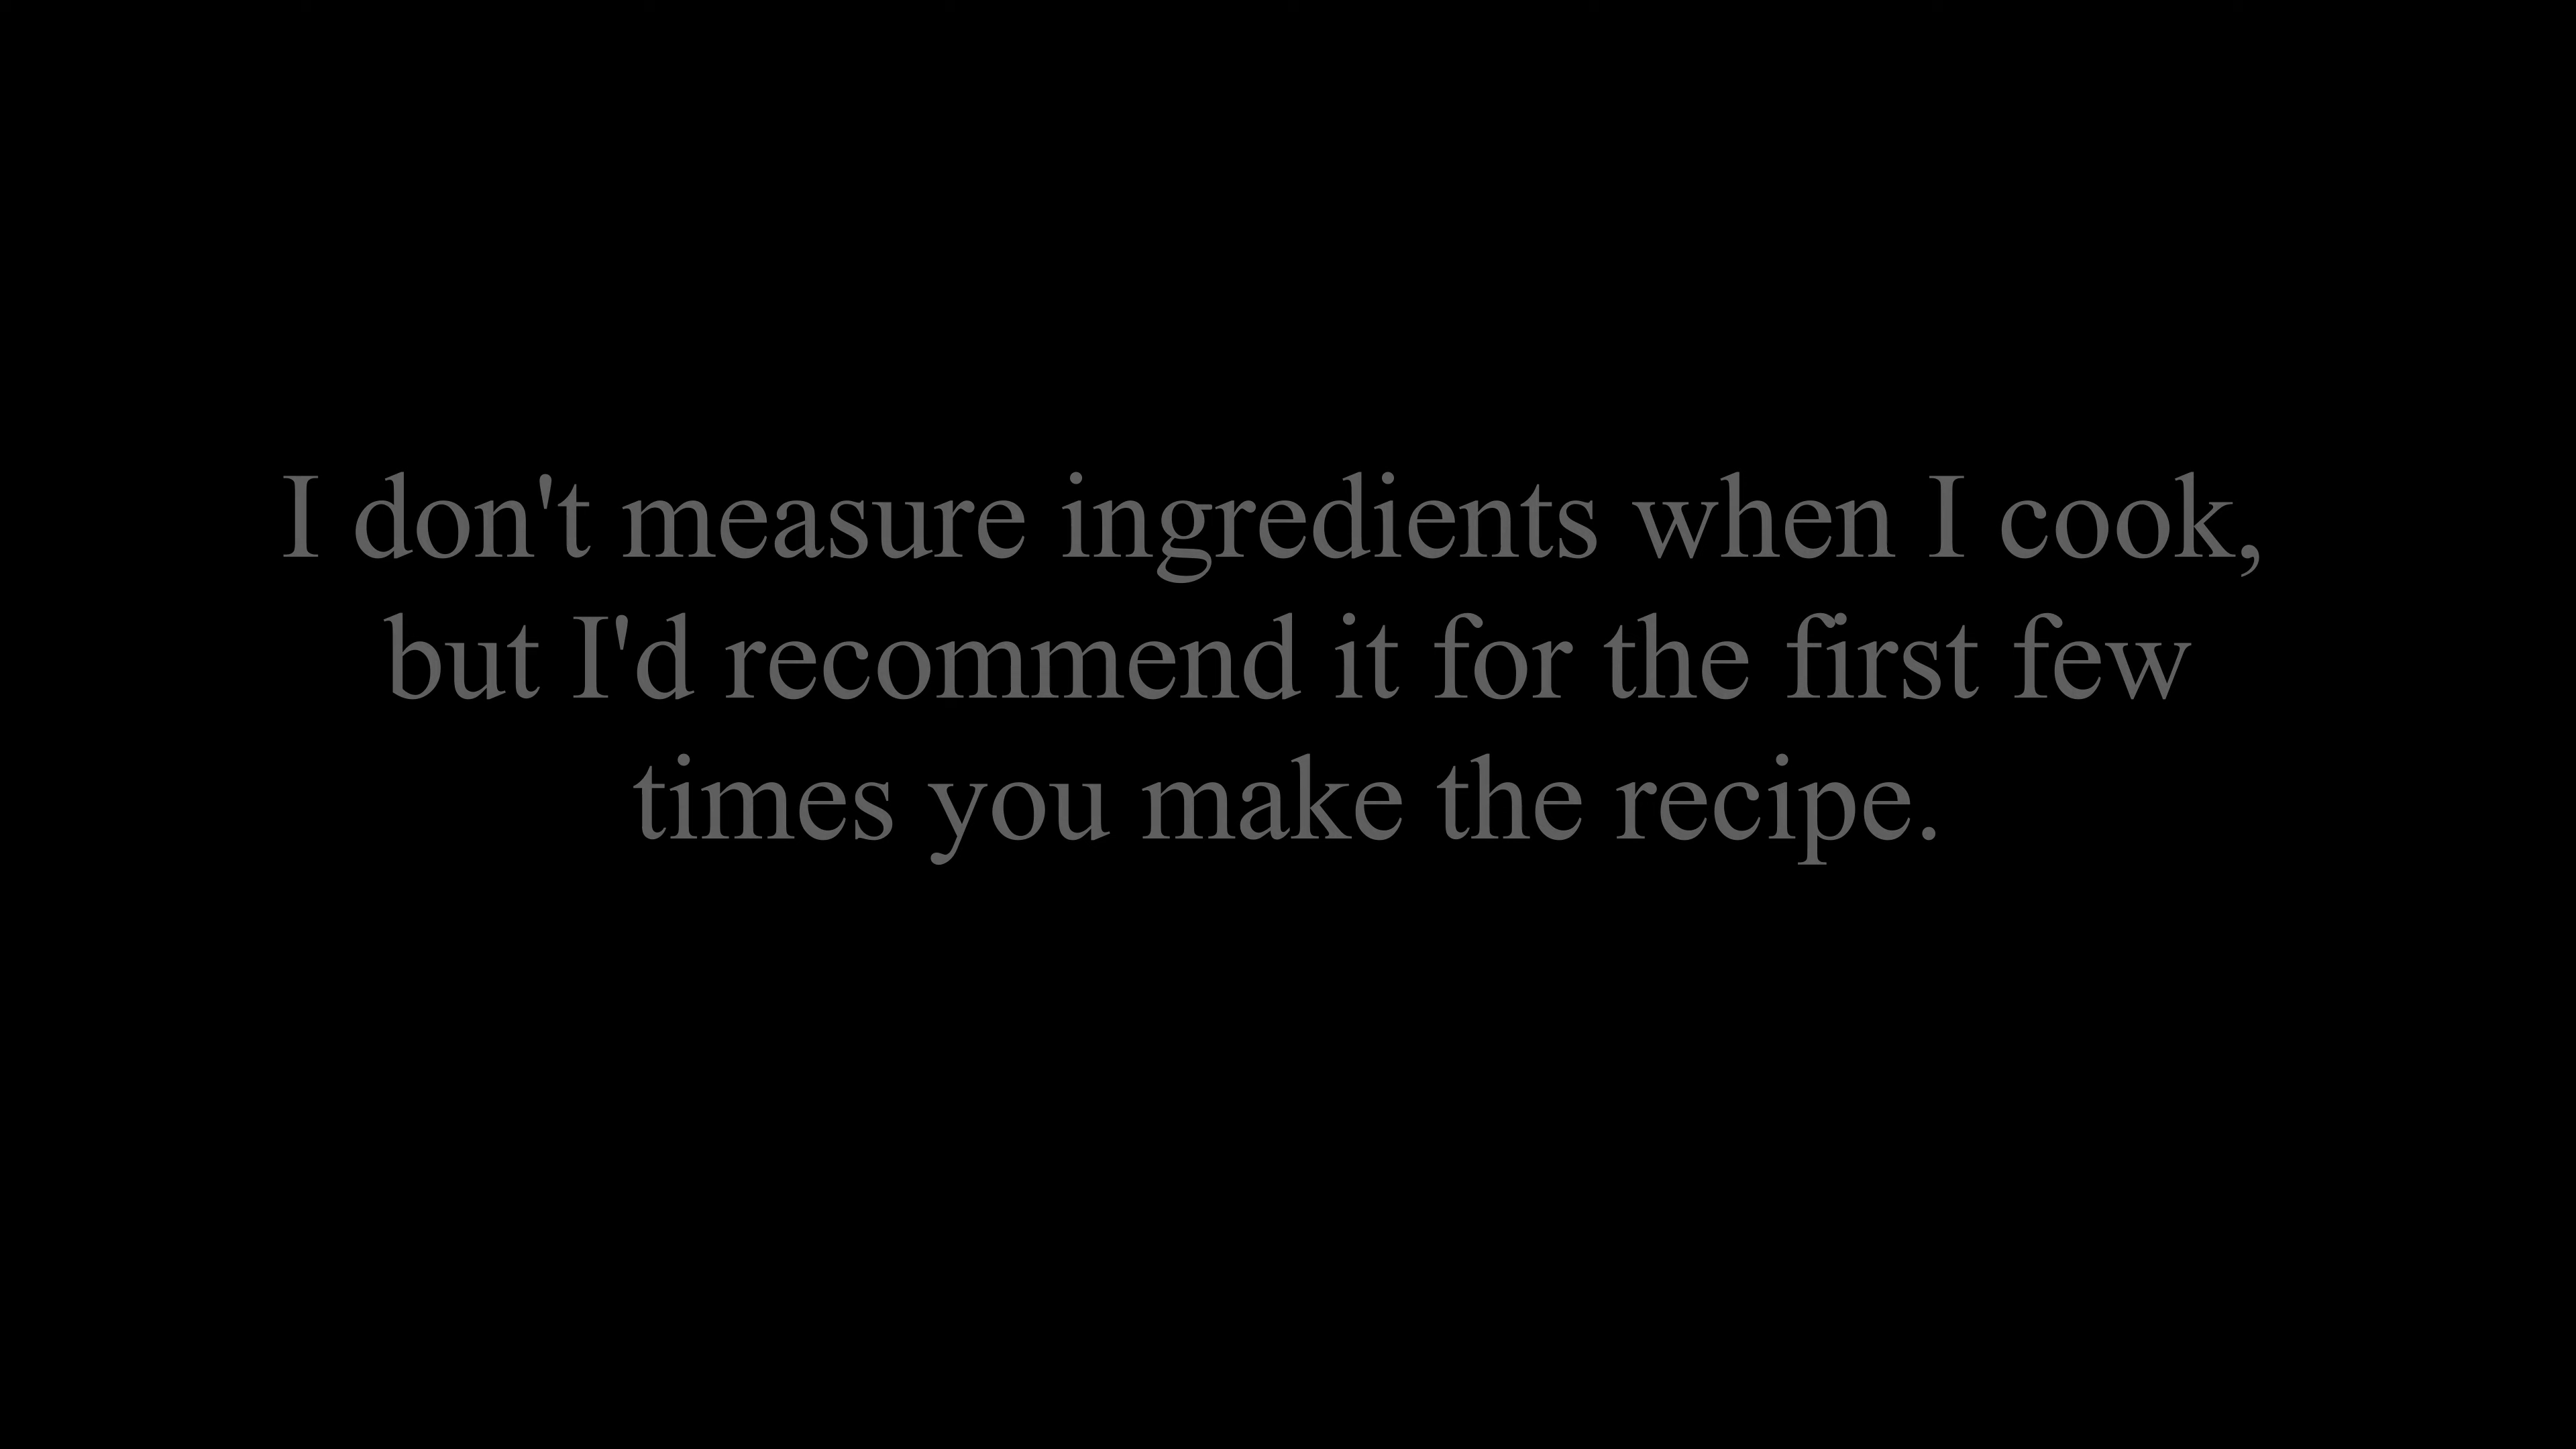 I don't measure ingredients when I cook,
but I'd recommend it for the first few
times you make the recipe.